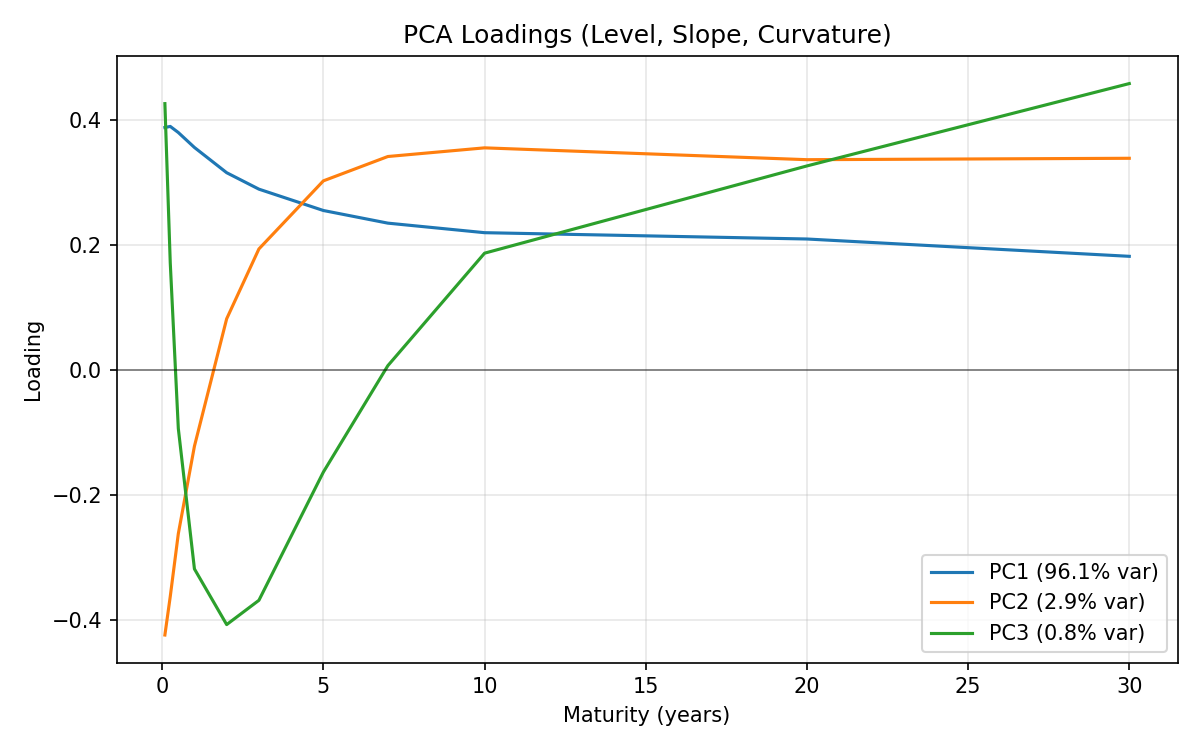 PCA Loadings (Level, Slope, Curvature)
Loading
0.4
0.2
0.0
−0.2
−0.4
0
5
10
15
20
25
30
Maturity (years)
PC1 (96.1% var)
PC2 (2.9% var)
PC3 (0.8% var)